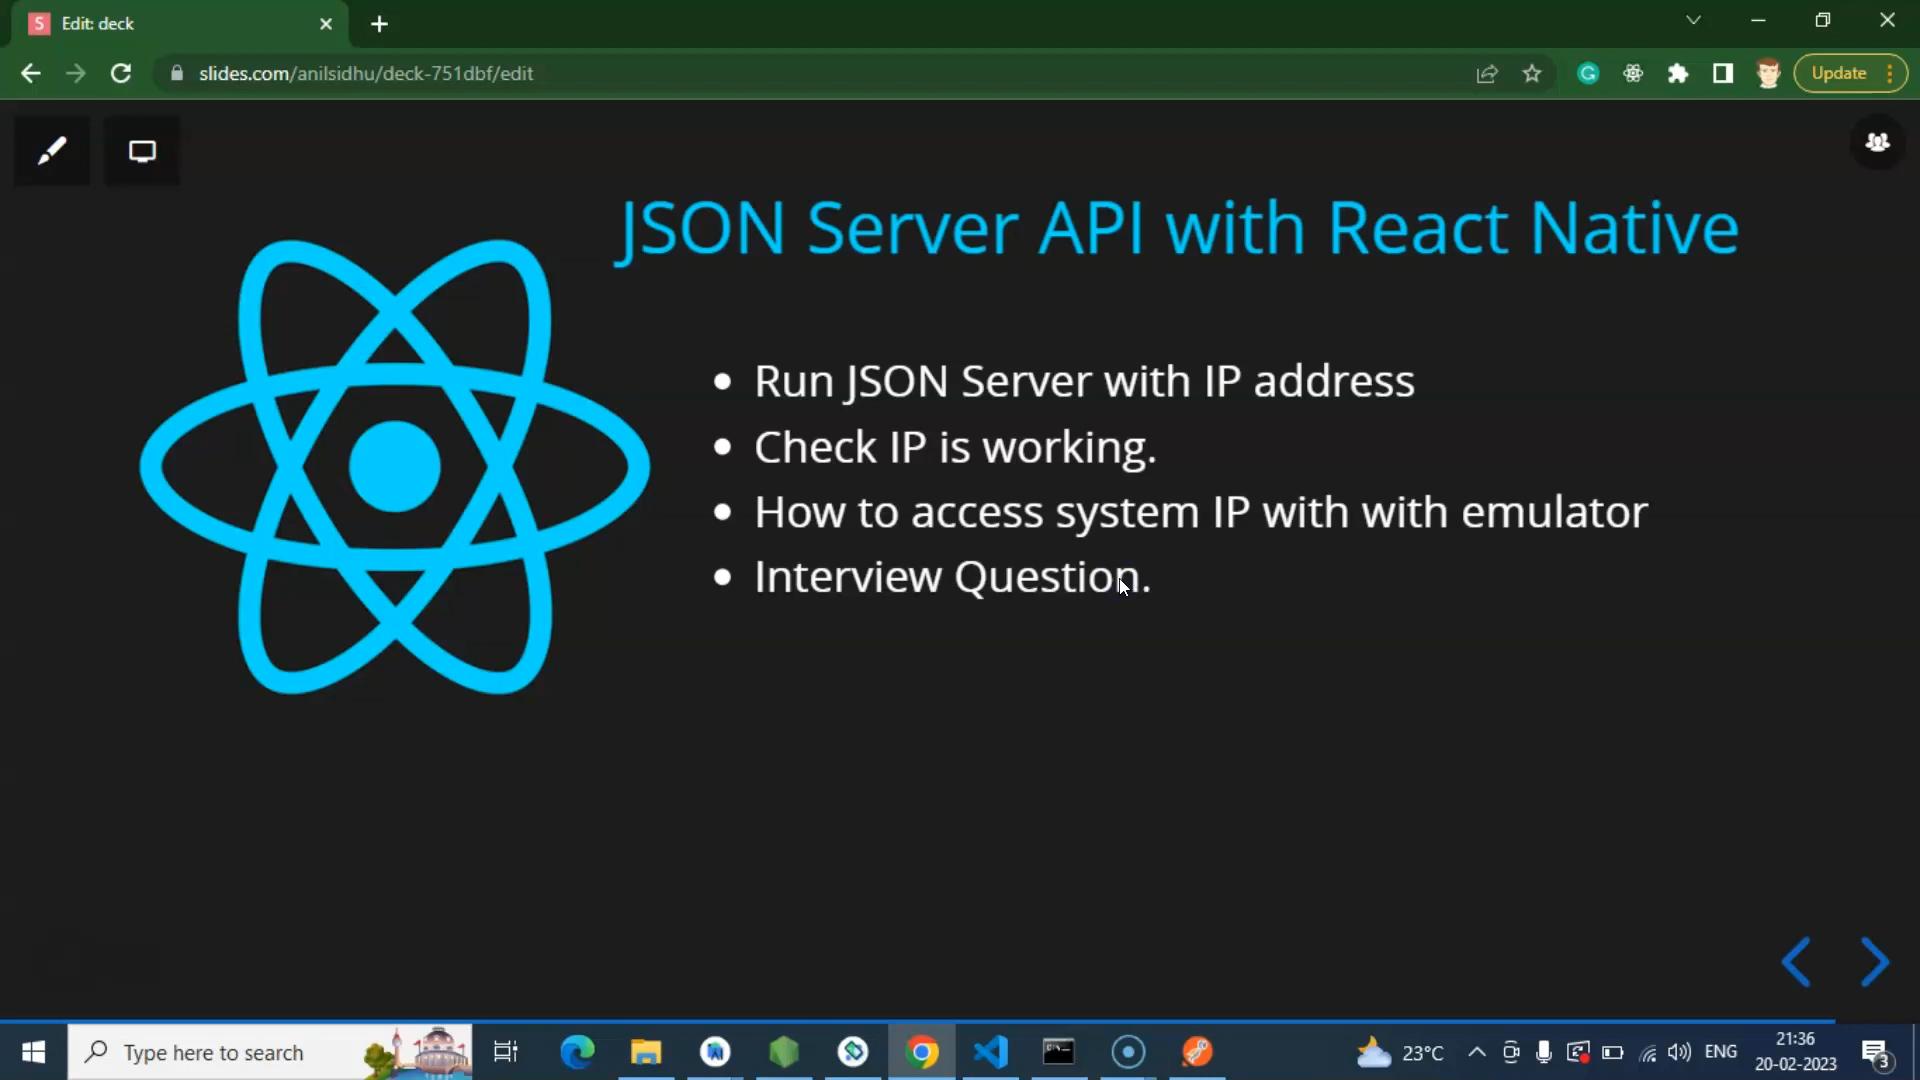 S Edit: deck
slides.com/anilsidhu/deck-751dbf/edit
Update
JSON Server API with React Native
Run JSON Server with IP address
Check IP is working.
How to access system IP with with emulator
Interview Question.
Type here to search
23°C
ENG
21:36
20-02-2023
3